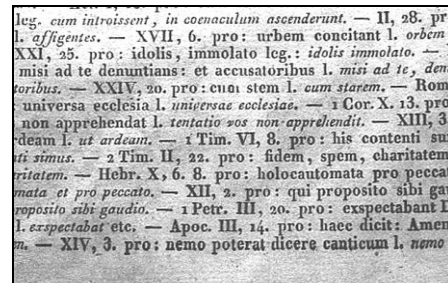 leg. cum introissent, in coenaculum ascenderunt. — II, 28. pr
l. affigentes. — XVII, 6. pro: urbem concitant l. orbem
XXI, 25. pro: idolis, immolato leg.: idolis immolato. —
misi ad te denuntians: et accusatoribus l. misi ad te, den
toribus. — XXIV, 20. pro: cuoi stem l. cum starem. — Rom
universa ecclesia l. universae ecclesiae. — 1 Cor. X. 13. pro
non apprehendat l. tentatio vos non apprehendit. — XIII, 3
rdeam l. ut ardeam. — 1 Tim. VI, 8. pro: his contenti su
ti simus. — 2 Tim. II, 22. pro: fidem, spem, charitatem
ritatem. — Hebr. X, 6. 8. pro: holocautomata pro peccat
mata et pro peccato. — XII, 2. pro: qui proposito sibi ga
roposito sibi gaudio. — 1 Petr. III, 20. pro: exspectabant D
l. exspectabat etc. — Apoc. III, 14. pro: haec dicit: Amen
m. — XIV, 3. pro: nemo poterat dicere canticum l. nemo